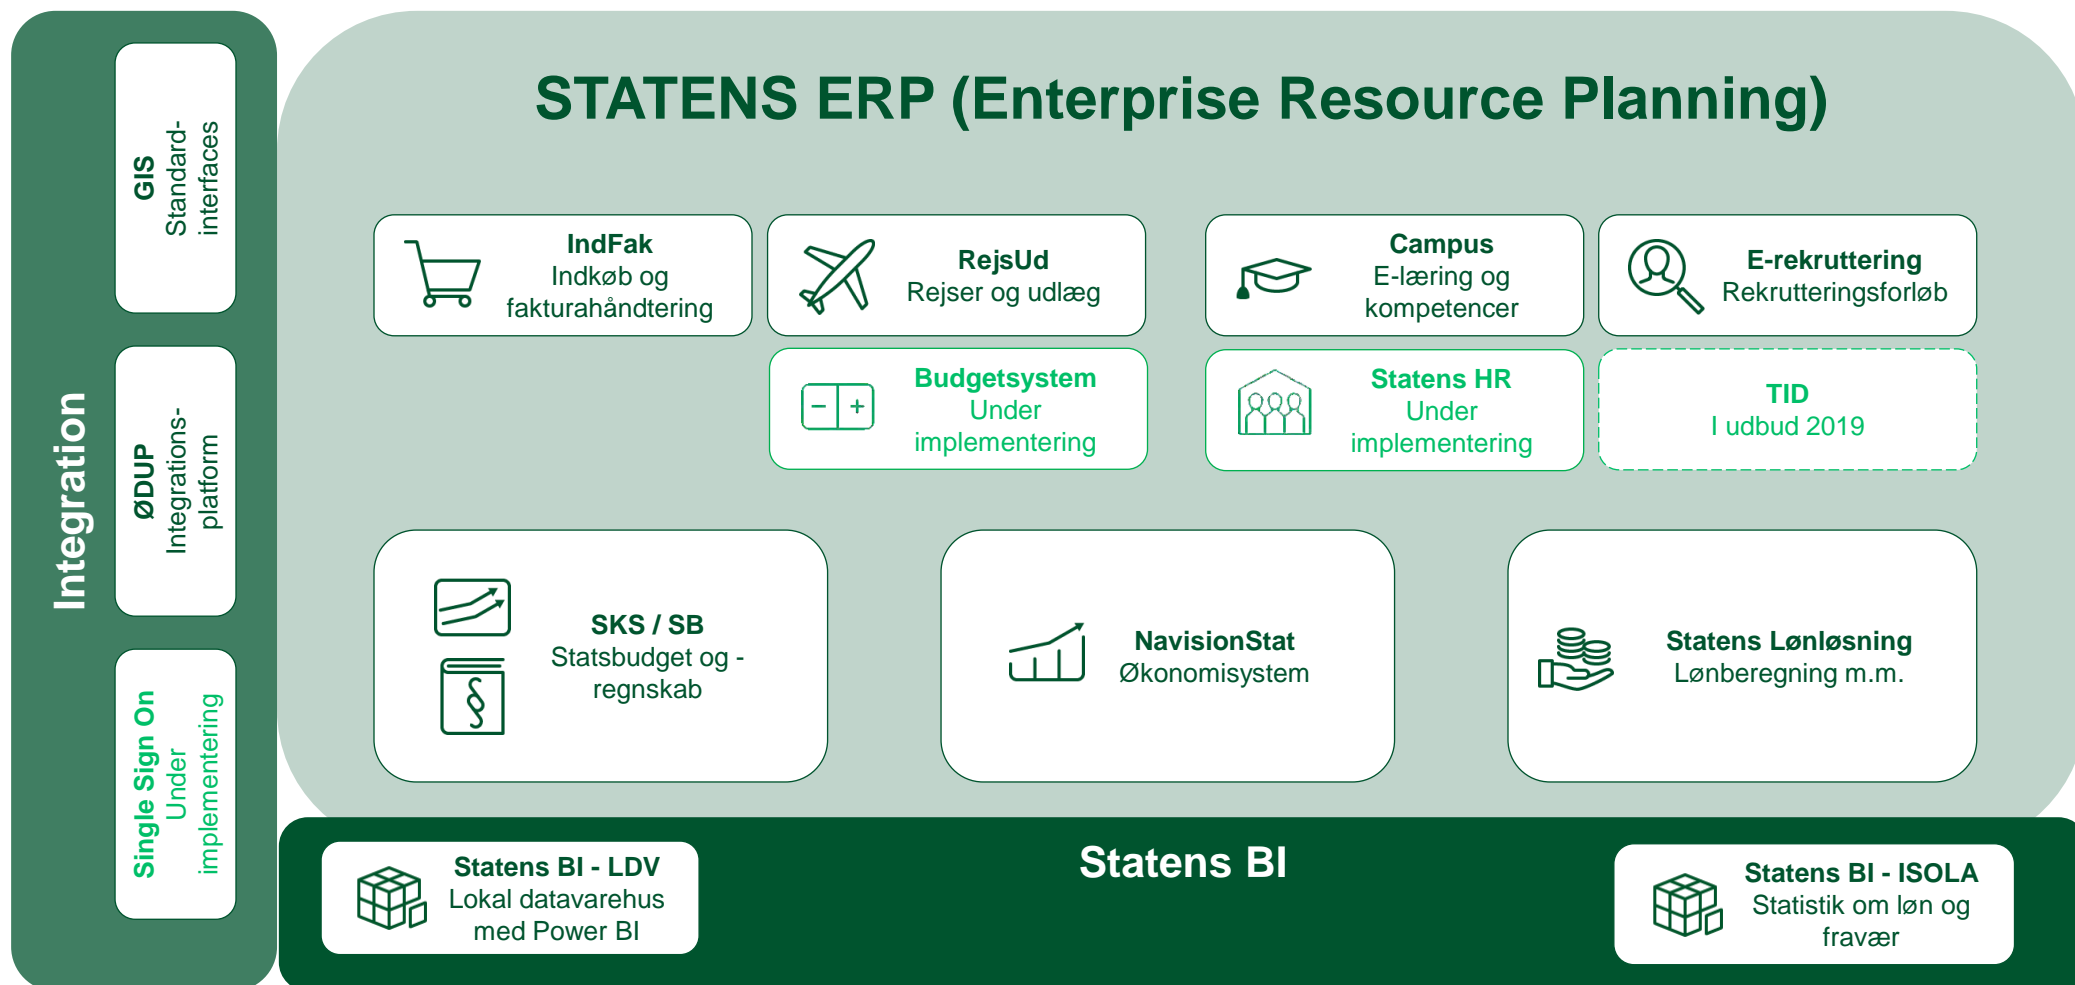 STATENS ERP (Enterprise Resource Planning)
Integration
GIS
Standard-
interfaces
ØDUP
Integrations-
platform
Single Sign On
Under
implementering
IndFak
Indkøb og
fakturahåndtering
RejsUd
Rejser og udlæg
Campus
E-læring og
kompetencer
E-rekruttering
Rekrutteringsforløb
Budgetsystem
Under
implementering
Statens HR
Under
implementering
TID
I udbud 2019
SKS / SB
Statsbudget og -
regnskab
NavisionStat
Økonomisystem
Statens Lønløsning
Lønberegning m.m.
Statens BI
Statens BI - LDV
Lokal datavarehus
med Power BI
Statens BI - ISOLA
Statistik om løn og
fravær